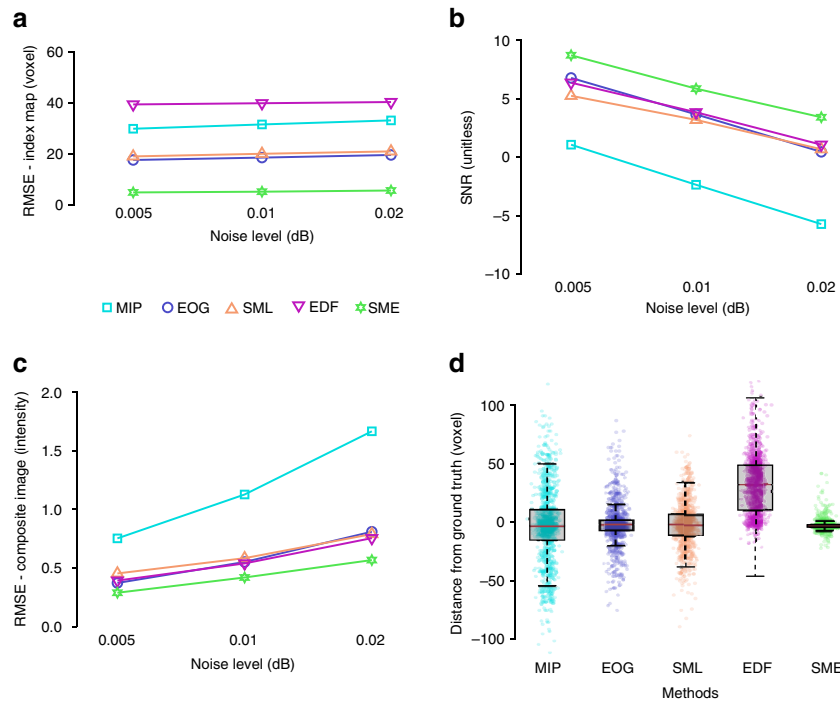 a
RMSE - index map (voxel)
60
40
20
0
0.005
0.01
0.02
Noise level (dB)
b
SNR (unitless)
10
5
0
−5
−10
0.005
0.01
0.02
Noise level (dB)
MIP
EOG
SML
EDF
SME
c
RMSE - composite image (intensity)
2.0
1.5
1.0
0.5
0.0
0.005
0.01
0.02
Noise level (dB)
d
Distance from ground truth (voxel)
100
50
0
−50
−100
MIP
EOG
SML
EDF
SME
Methods